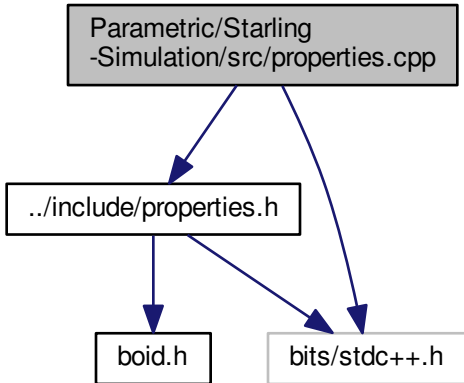 Parametric/Starling
-Simulation/src/properties.cpp
../include/properties.h
boid.h
bits/stdc++.h